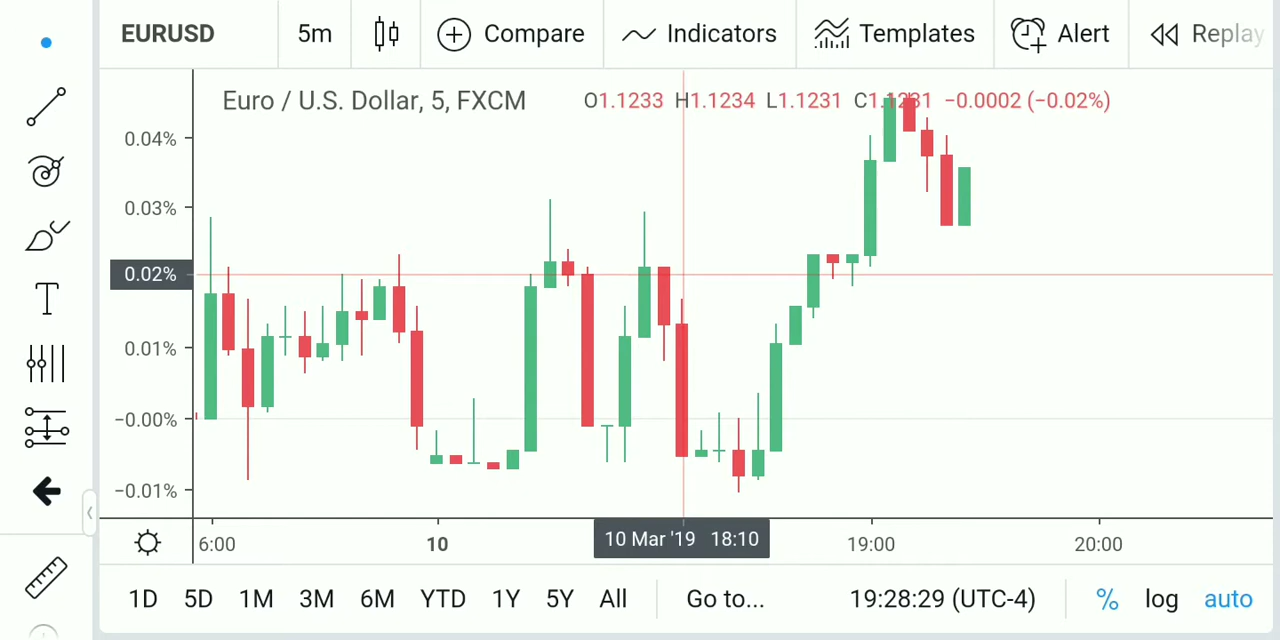 EURUSD 5m Compare Indicators Templates Alert Replay
Euro / U.S. Dollar, 5, FXCM O1.1233 H1.1234 L1.1231 C1.1231 −0.0002 (−0.02%)
0.04%
0.03%
0.02%
0.01%
−0.00%
−0.01%
6:00 10 10 Mar '19 18:10 19:00 20:00
1D 5D 1M 3M 6M YTD 1Y 5Y All Go to... 19:28:29 (UTC-4) % log auto